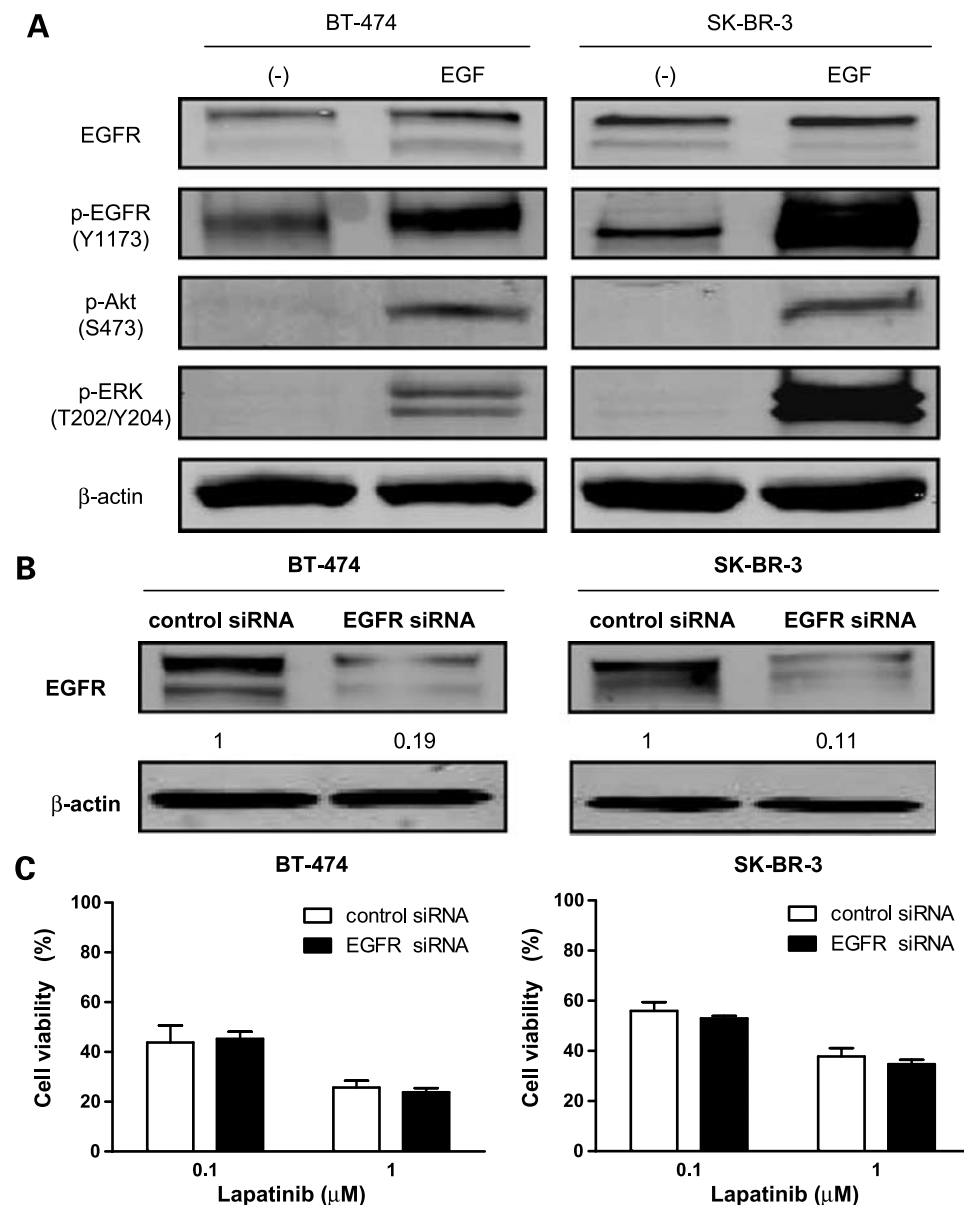 A
BT-474 SK-BR-3
(-) EGF (-) EGF
EGFR
p-EGFR
(Y1173)
p-Akt
(S473)
p-ERK
(T202/Y204)
β-actin
B
BT-474 SK-BR-3
control siRNA EGFR siRNA control siRNA EGFR siRNA
EGFR
1 0.19 1 0.11
β-actin
C
BT-474
100
80
60
40
20
0
Cell viability (%)
control siRNA
EGFR siRNA
0.1 1
Lapatinib (μM)
SK-BR-3
100
80
60
40
20
0
Cell viability (%)
control siRNA
EGFR siRNA
0.1 1
Lapatinib (μM)